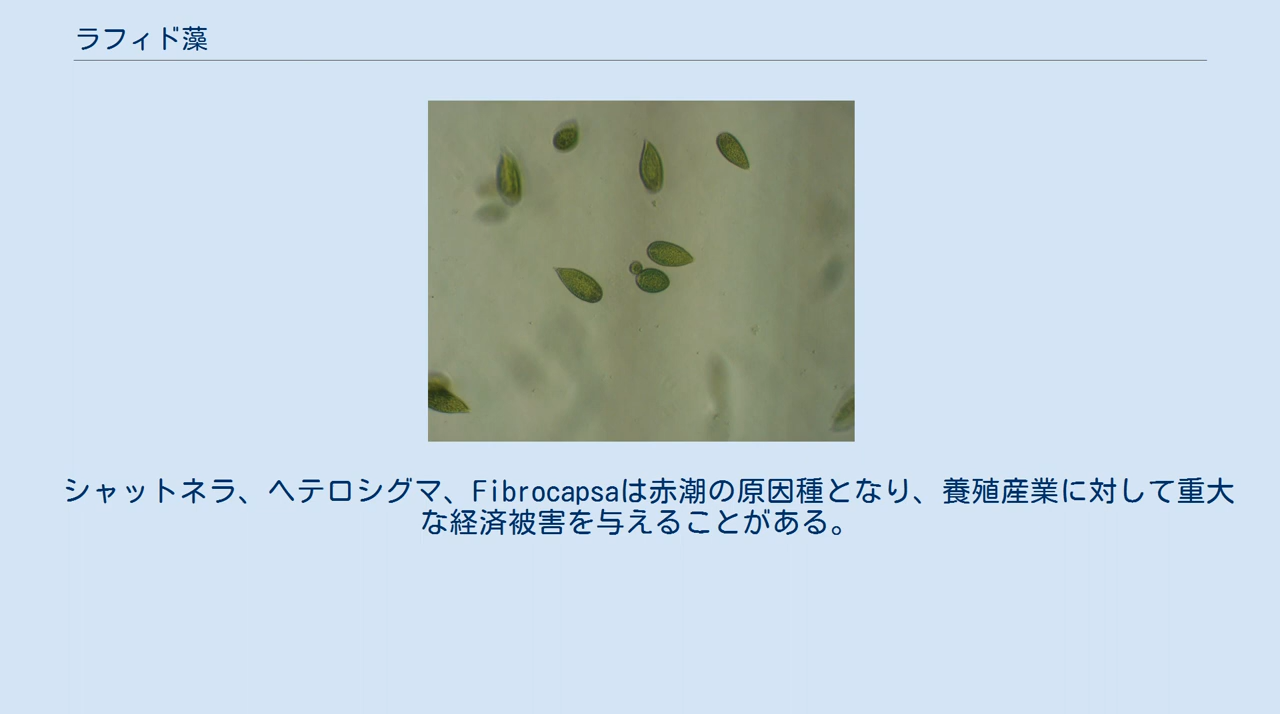 ラフィド藻
シャットネラ、ヘテロシグマ、Fibrocapsaは赤潮の原因種となり、養殖産業に対して重大
な経済被害を与えることがある。